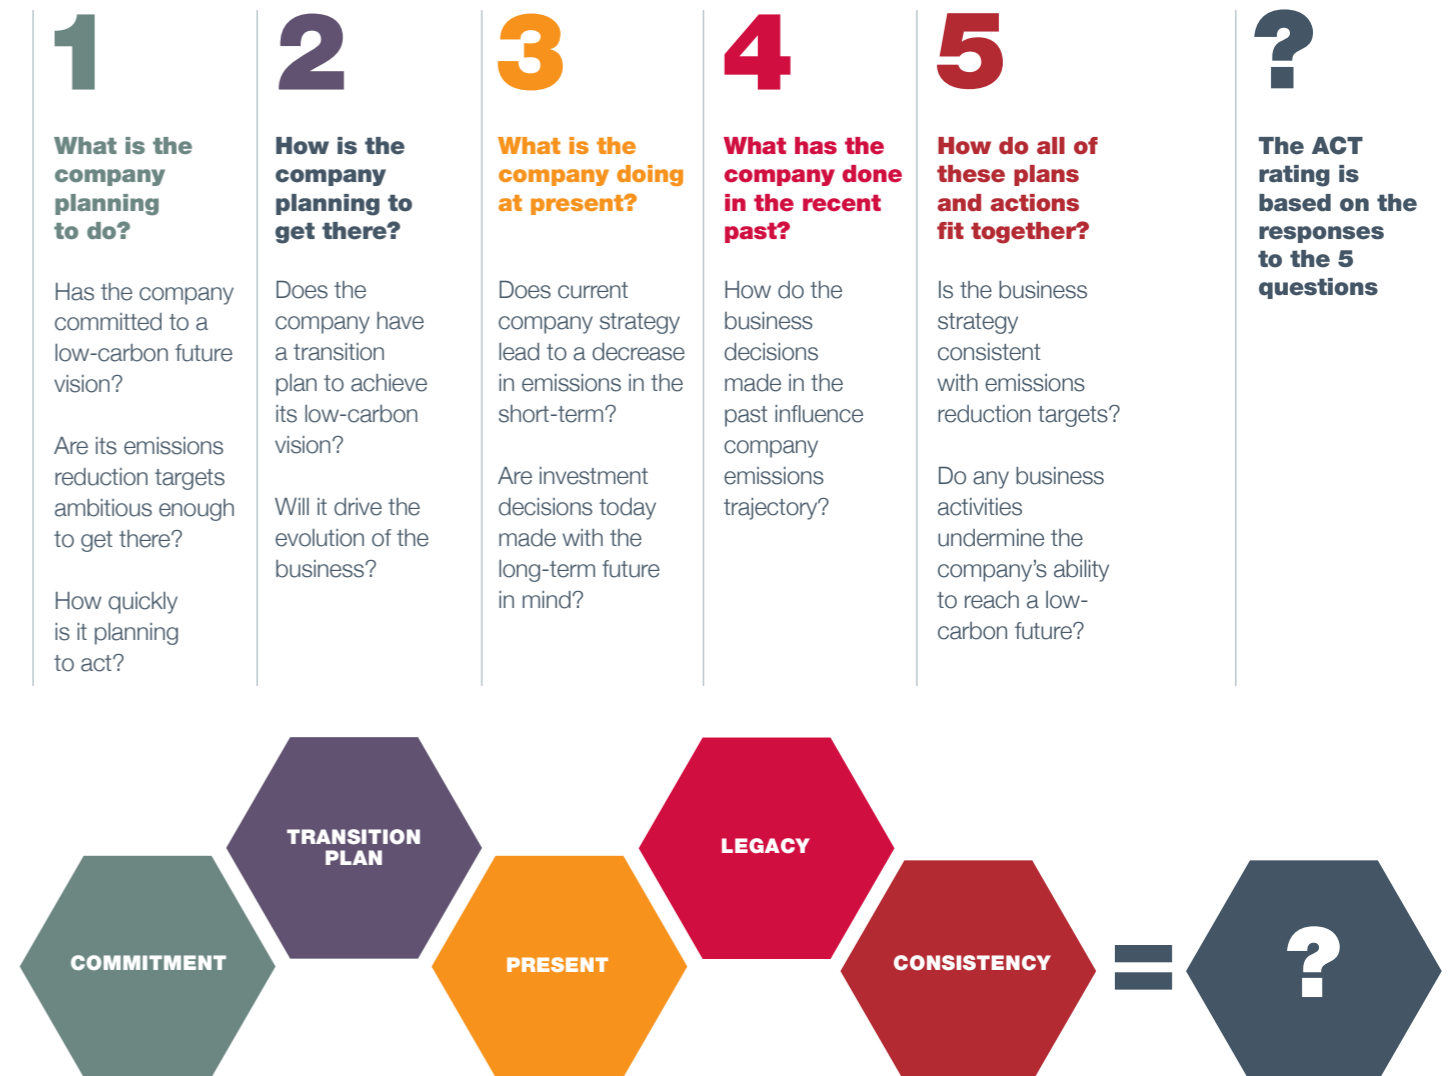 1
What is the
company
planning
to do?
Has the company
committed to a
low-carbon future
vision?
Are its emissions
reduction targets
ambitious enough
to get there?
How quickly
is it planning
to act?
2
How is the
company
planning to
get there?
Does the
company have
a transition
plan to achieve
its low-carbon
vision?
Will it drive the
evolution of the
business?
3
What is the
company doing
at present?
Does current
company strategy
lead to a decrease
in emissions in the
short-term?
Are investment
decisions today
made with the
long-term future
in mind?
4
What has the
company done
in the recent
past?
How do the
business
decisions
made in the
past influence
company
emissions
trajectory?
5
How do all of
these plans
and actions
fit together?
Is the business
strategy
consistent
with emissions
reduction targets?
Do any business
activities
undermine the
company’s ability
to reach a low-
carbon future?
?
The ACT
rating is
based on the
responses
to the 5
questions
COMMITMENT
TRANSITION
PLAN
PRESENT
LEGACY
CONSISTENCY
=
?